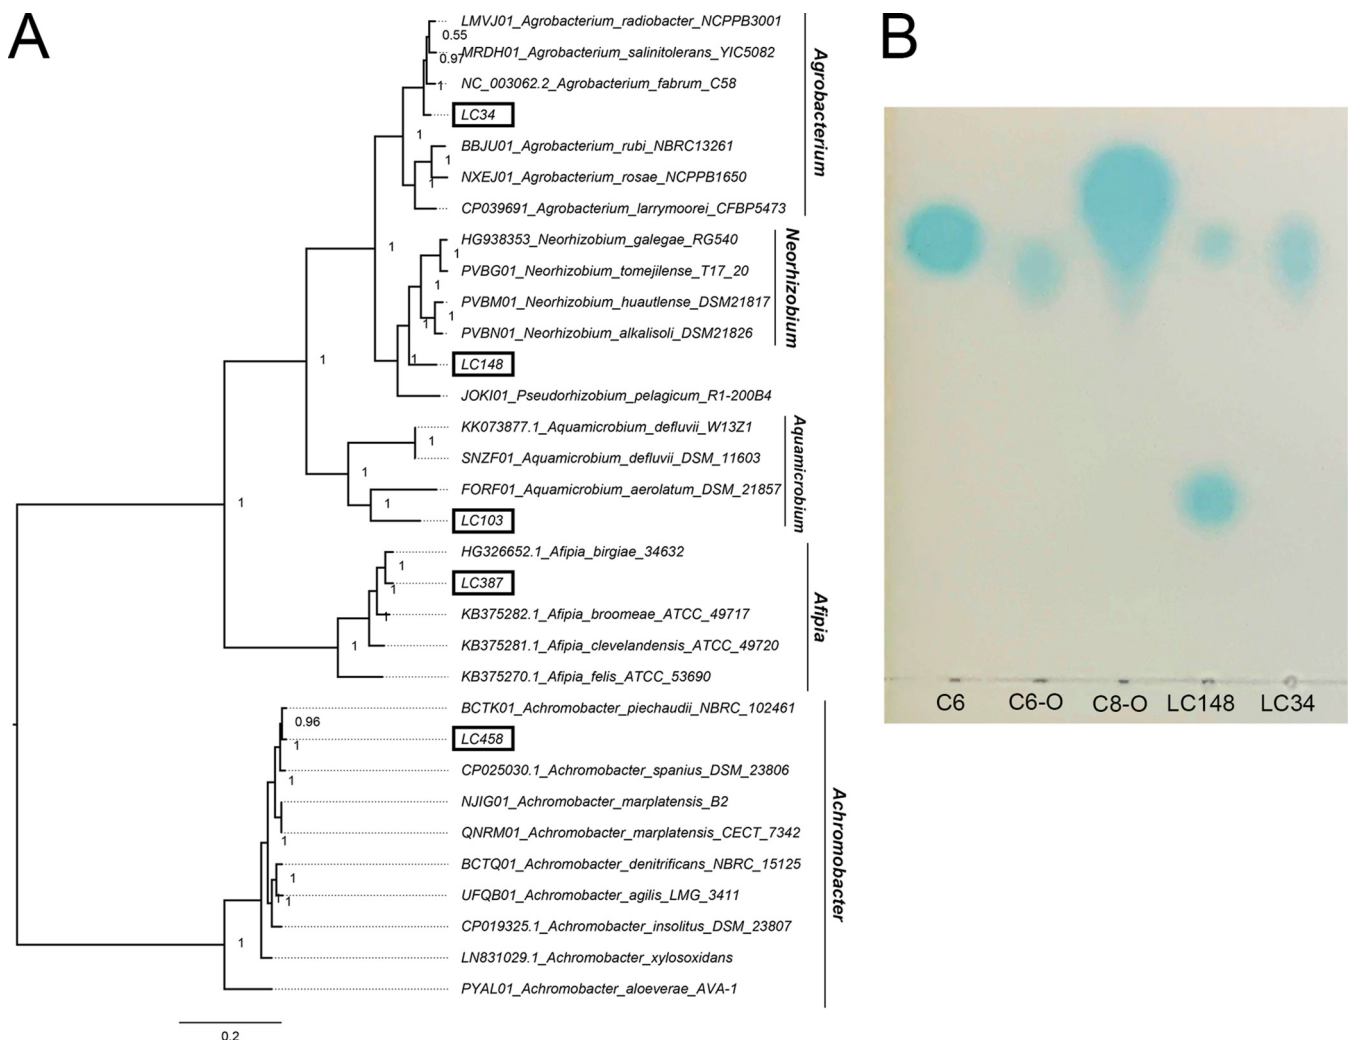 A
LMVJ01_Agrobacterium_radiobacter_NCPPB3001
0.55
MRDH01_Agrobacterium_salinitolerans_YIC5082
0.97
NC_003062.2_Agrobacterium_fabrum_C58
1
LC34
1
BBJU01_Agrobacterium_rubi_NBRC13261
1
NXEJ01_Agrobacterium_rosae_NCPPB1650
1
CP039691_Agrobacterium_larrymoorei_CFBP5473
Agrobacterium
1
HG938353_Neorhizobium_galegae_RG540
1
PVBG01_Neorhizobium_tomejilense_T17_20
1
PVBM01_Neorhizobium_huautlense_DSM21817
1
1
PVBN01_Neorhizobium_alkalisoli_DSM21826
Neorhizobium
1
LC148
1
JOKI01_Pseudorhizobium_pelagicum_R1-200B4
KK073877.1_Aquamicrobium_defluvii_W13Z1
1
SNZF01_Aquamicrobium_defluvii_DSM_11603
1
FORF01_Aquamicrobium_aerolatum_DSM_21857
1
LC103
Aquamicrobium
1
HG326652.1_Afipia_birgiae_34632
1
LC387
1
KB375282.1_Afipia_broomeae_ATCC_49717
1
KB375281.1_Afipia_clevelandensis_ATCC_49720
1
KB375270.1_Afipia_felis_ATCC_53690
Afipia
BCTK01_Achromobacter_piechaudii_NBRC_102461
0.96
LC458
1
CP025030.1_Achromobacter_spanius_DSM_23806
1
NJIG01_Achromobacter_marplatensis_B2
QNRM01_Achromobacter_marplatensis_CECT_7342
1
BCTQ01_Achromobacter_denitrificans_NBRC_15125
1
UFQB01_Achromobacter_agilis_LMG_3411
1
CP019325.1_Achromobacter_insolitus_DSM_23807
1
LN831029.1_Achromobacter_xylosoxidans
PYAL01_Achromobacter_aloeverae_AVA-1
Achromobacter
0.2
B
C6 C6-O C8-O LC148 LC34